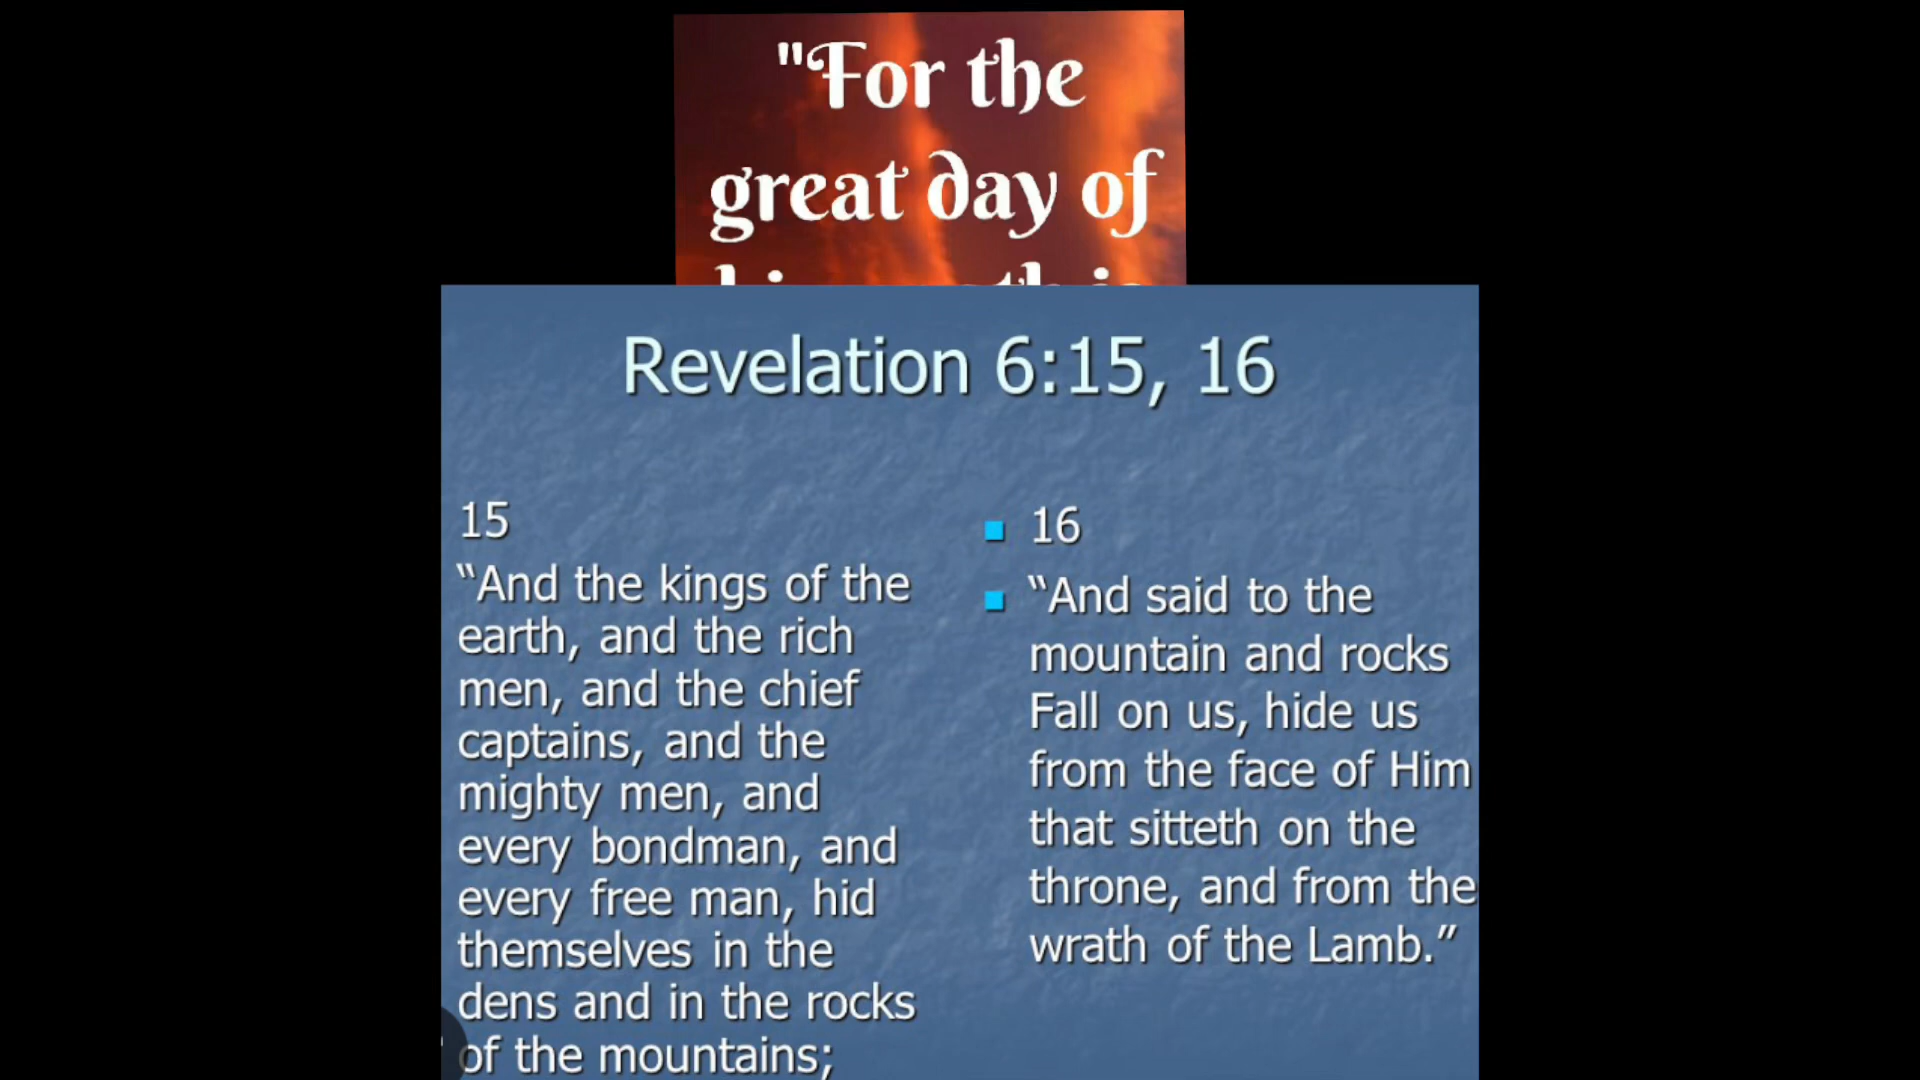 "For the
great day of
Revelation 6:15, 16
15
“And the kings of the
earth, and the rich
men, and the chief
captains, and the
mighty men, and
every bondman, and
every free man, hid
themselves in the
dens and in the rocks
of the mountains;
16
“And said to the
mountain and rocks
Fall on us, hide us
from the face of Him
that sitteth on the
throne, and from the
wrath of the Lamb.”